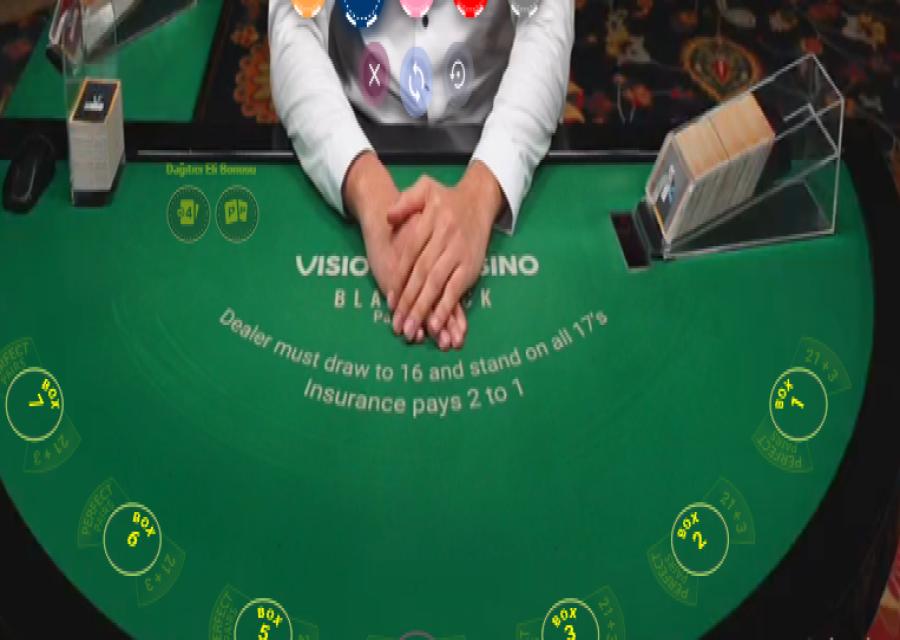 Dağıtıcı Eli Bonusu
BLA CK
Dealer must draw to 16 and stand on all 17's
Insurance pays 2 to 1
PERFECT PAIRS
BOX 7
21+3
21+3
BOX 1
PERFECT PAIRS
PERFECT PAIRS
BOX 6
21+3
21+3
BOX 2
PERFECT PAIRS
PERFECT
BOX 5
21+3
BOX 3